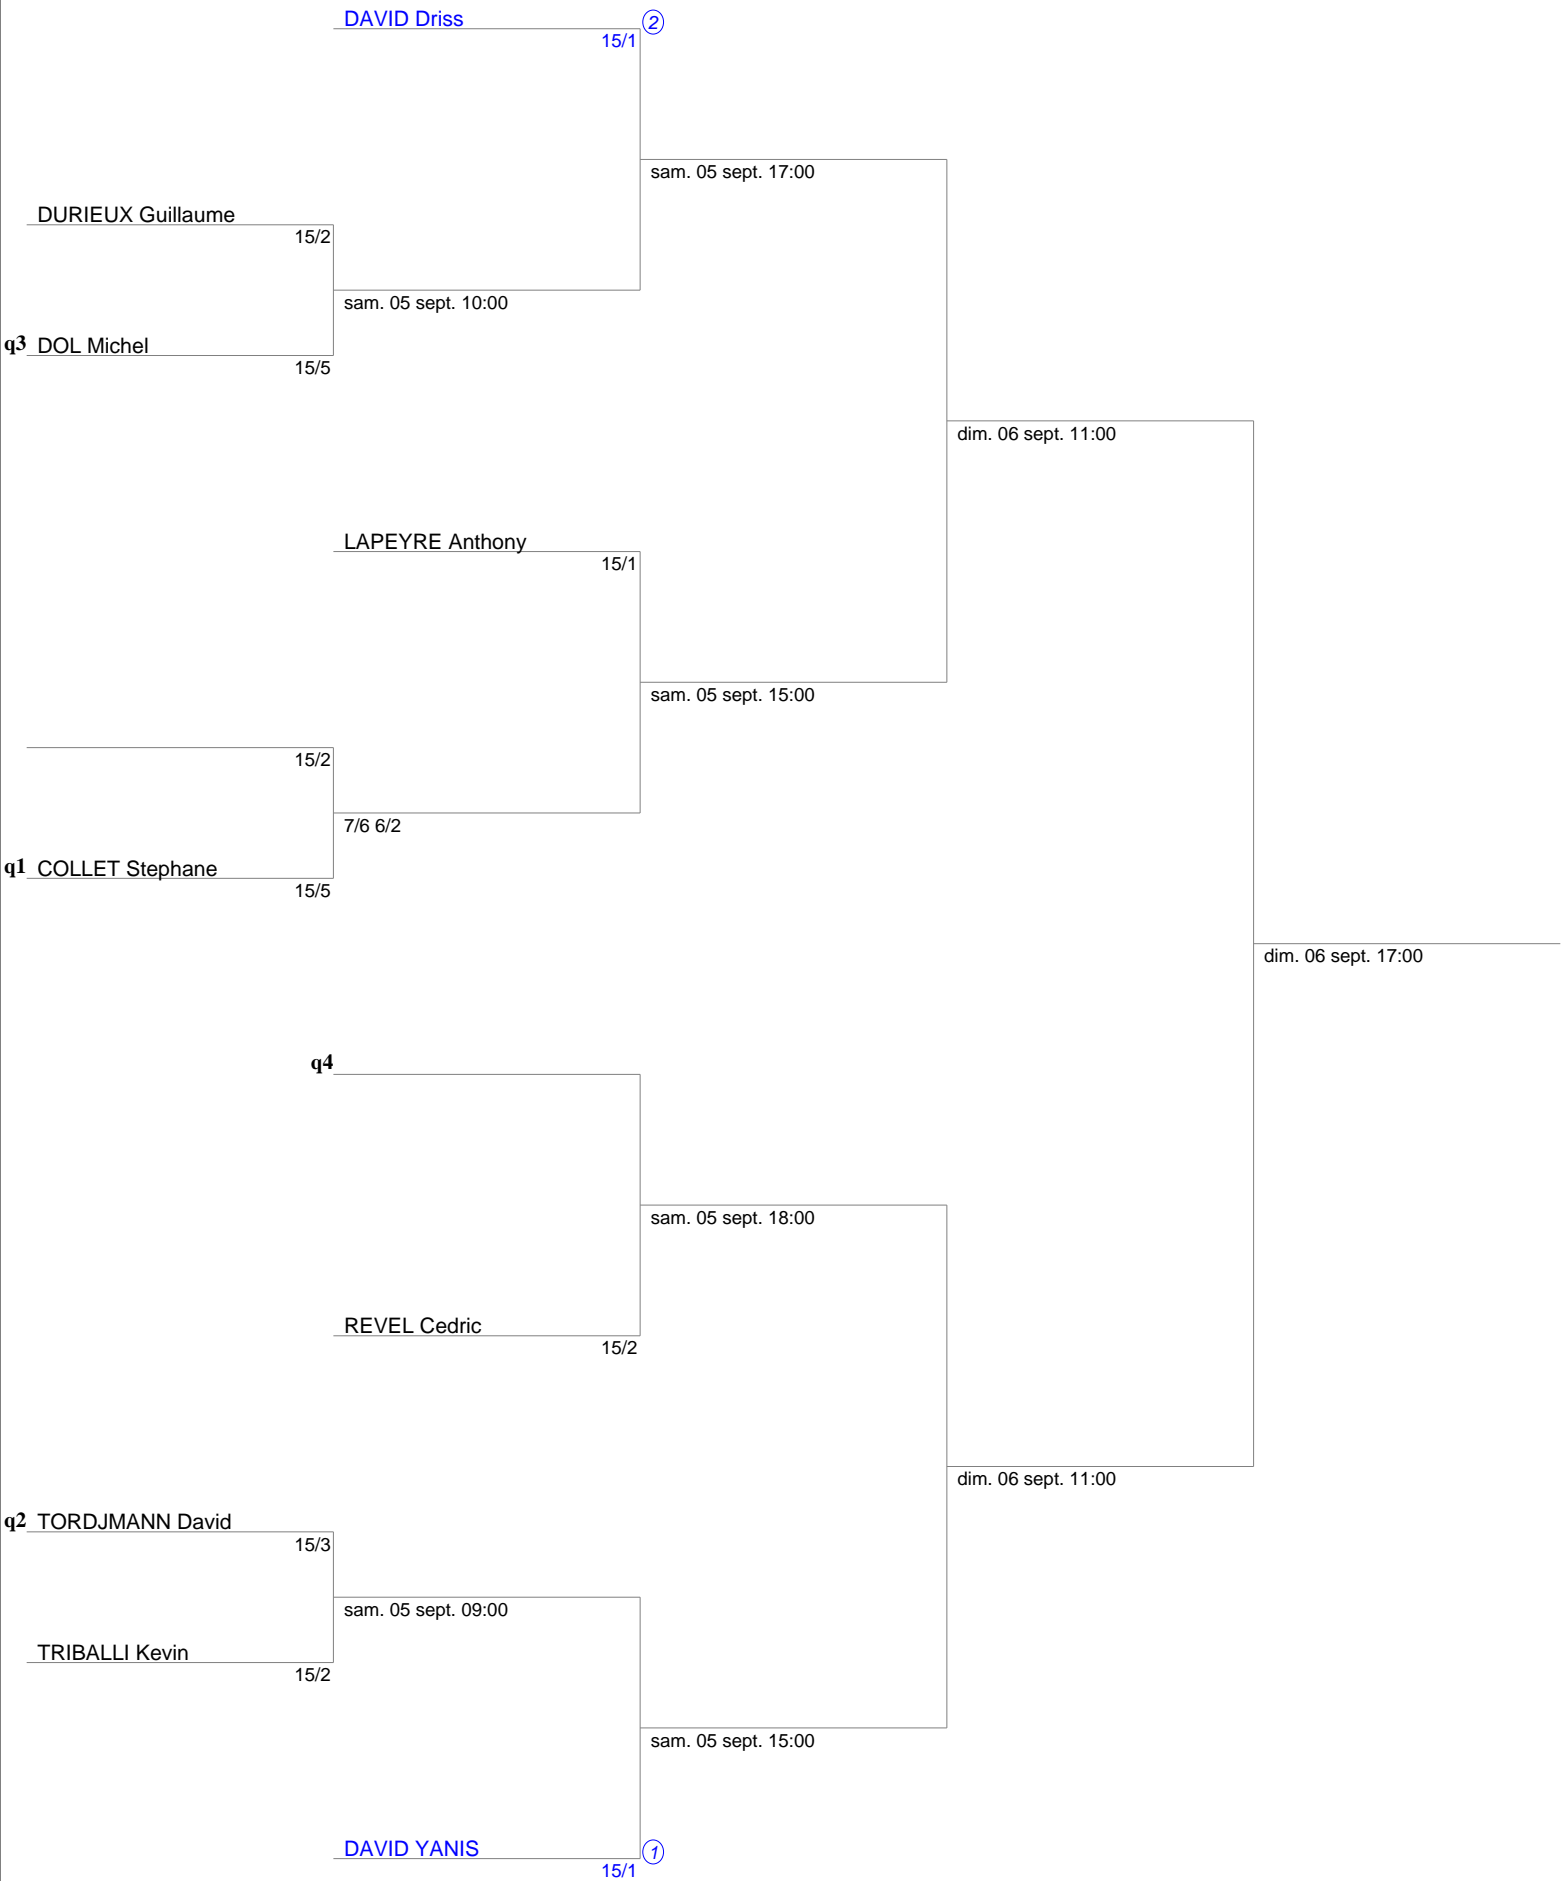 DAVID Driss
2
15/1
sam. 05 sept. 17:00
DURIEUX Guillaume
15/2
sam. 05 sept. 10:00
q3 DOL Michel
15/5
dim. 06 sept. 11:00
LAPEYRE Anthony
15/1
sam. 05 sept. 15:00
15/2
7/6 6/2
q1 COLLET Stephane
15/5
dim. 06 sept. 17:00
q4
sam. 05 sept. 18:00
REVEL Cedric
15/2
dim. 06 sept. 11:00
q2 TORDJMANN David
15/3
sam. 05 sept. 09:00
TRIBALLI Kevin
15/2
sam. 05 sept. 15:00
DAVID YANIS
1
15/1